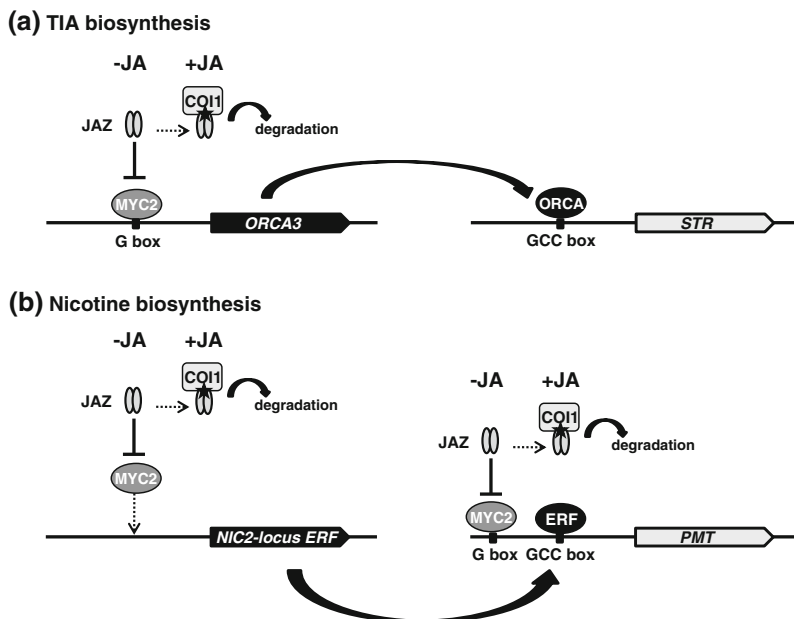 (a) TIA biosynthesis
-JA +JA
COI1
JAZ
degradation
MYC2
ORCA3
G box
ORCA
STR
GCC box
(b) Nicotine biosynthesis
-JA +JA
COI1
JAZ
degradation
MYC2
NIC2-locus ERF
-JA +JA
COI1
JAZ
degradation
MYC2 ERF
PMT
G box GCC box